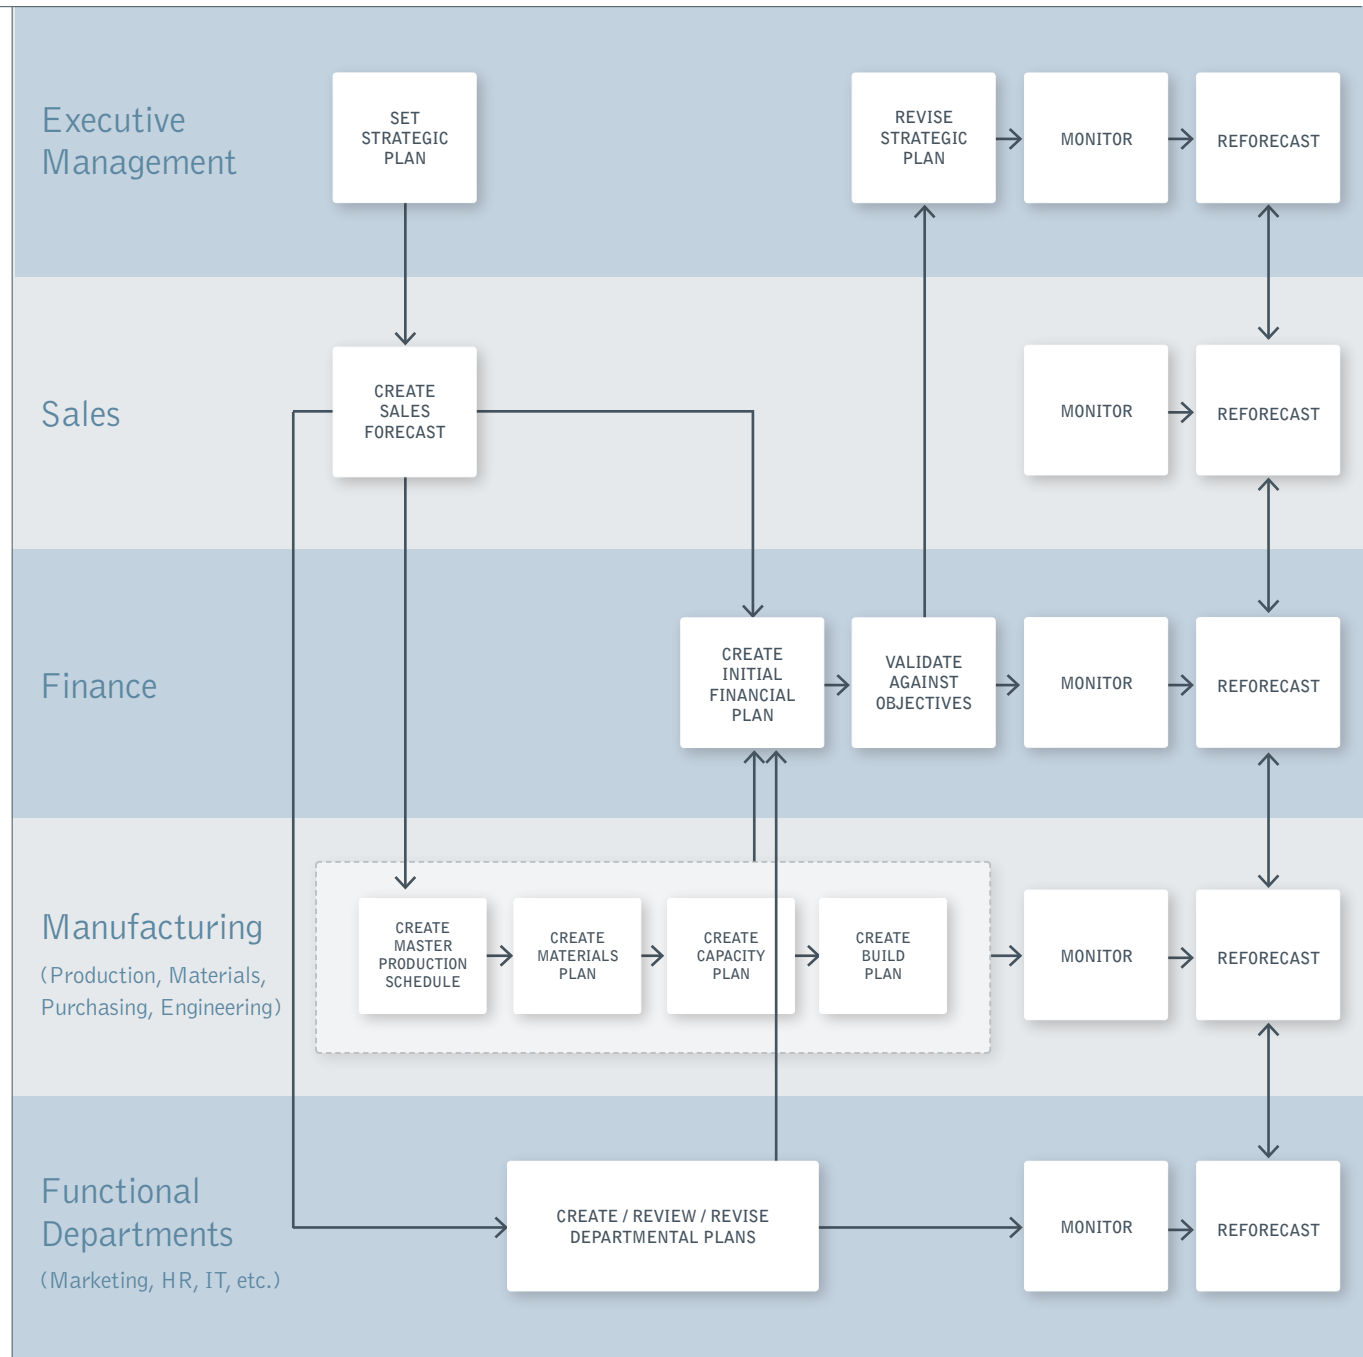 Executive
Management
SET
STRATEGIC
PLAN
REVISE
STRATEGIC
PLAN
MONITOR
REFORECAST
Sales
CREATE
SALES
FORECAST
MONITOR
REFORECAST
Finance
CREATE
INITIAL
FINANCIAL
PLAN
VALIDATE
AGAINST
OBJECTIVES
MONITOR
REFORECAST
Manufacturing
(Production, Materials,
Purchasing, Engineering)
CREATE
MASTER
PRODUCTION
SCHEDULE
CREATE
MATERIALS
PLAN
CREATE
CAPACITY
PLAN
CREATE
BUILD
PLAN
MONITOR
REFORECAST
Functional
Departments
(Marketing, HR, IT, etc.)
CREATE / REVIEW / REVISE
DEPARTMENTAL PLANS
MONITOR
REFORECAST